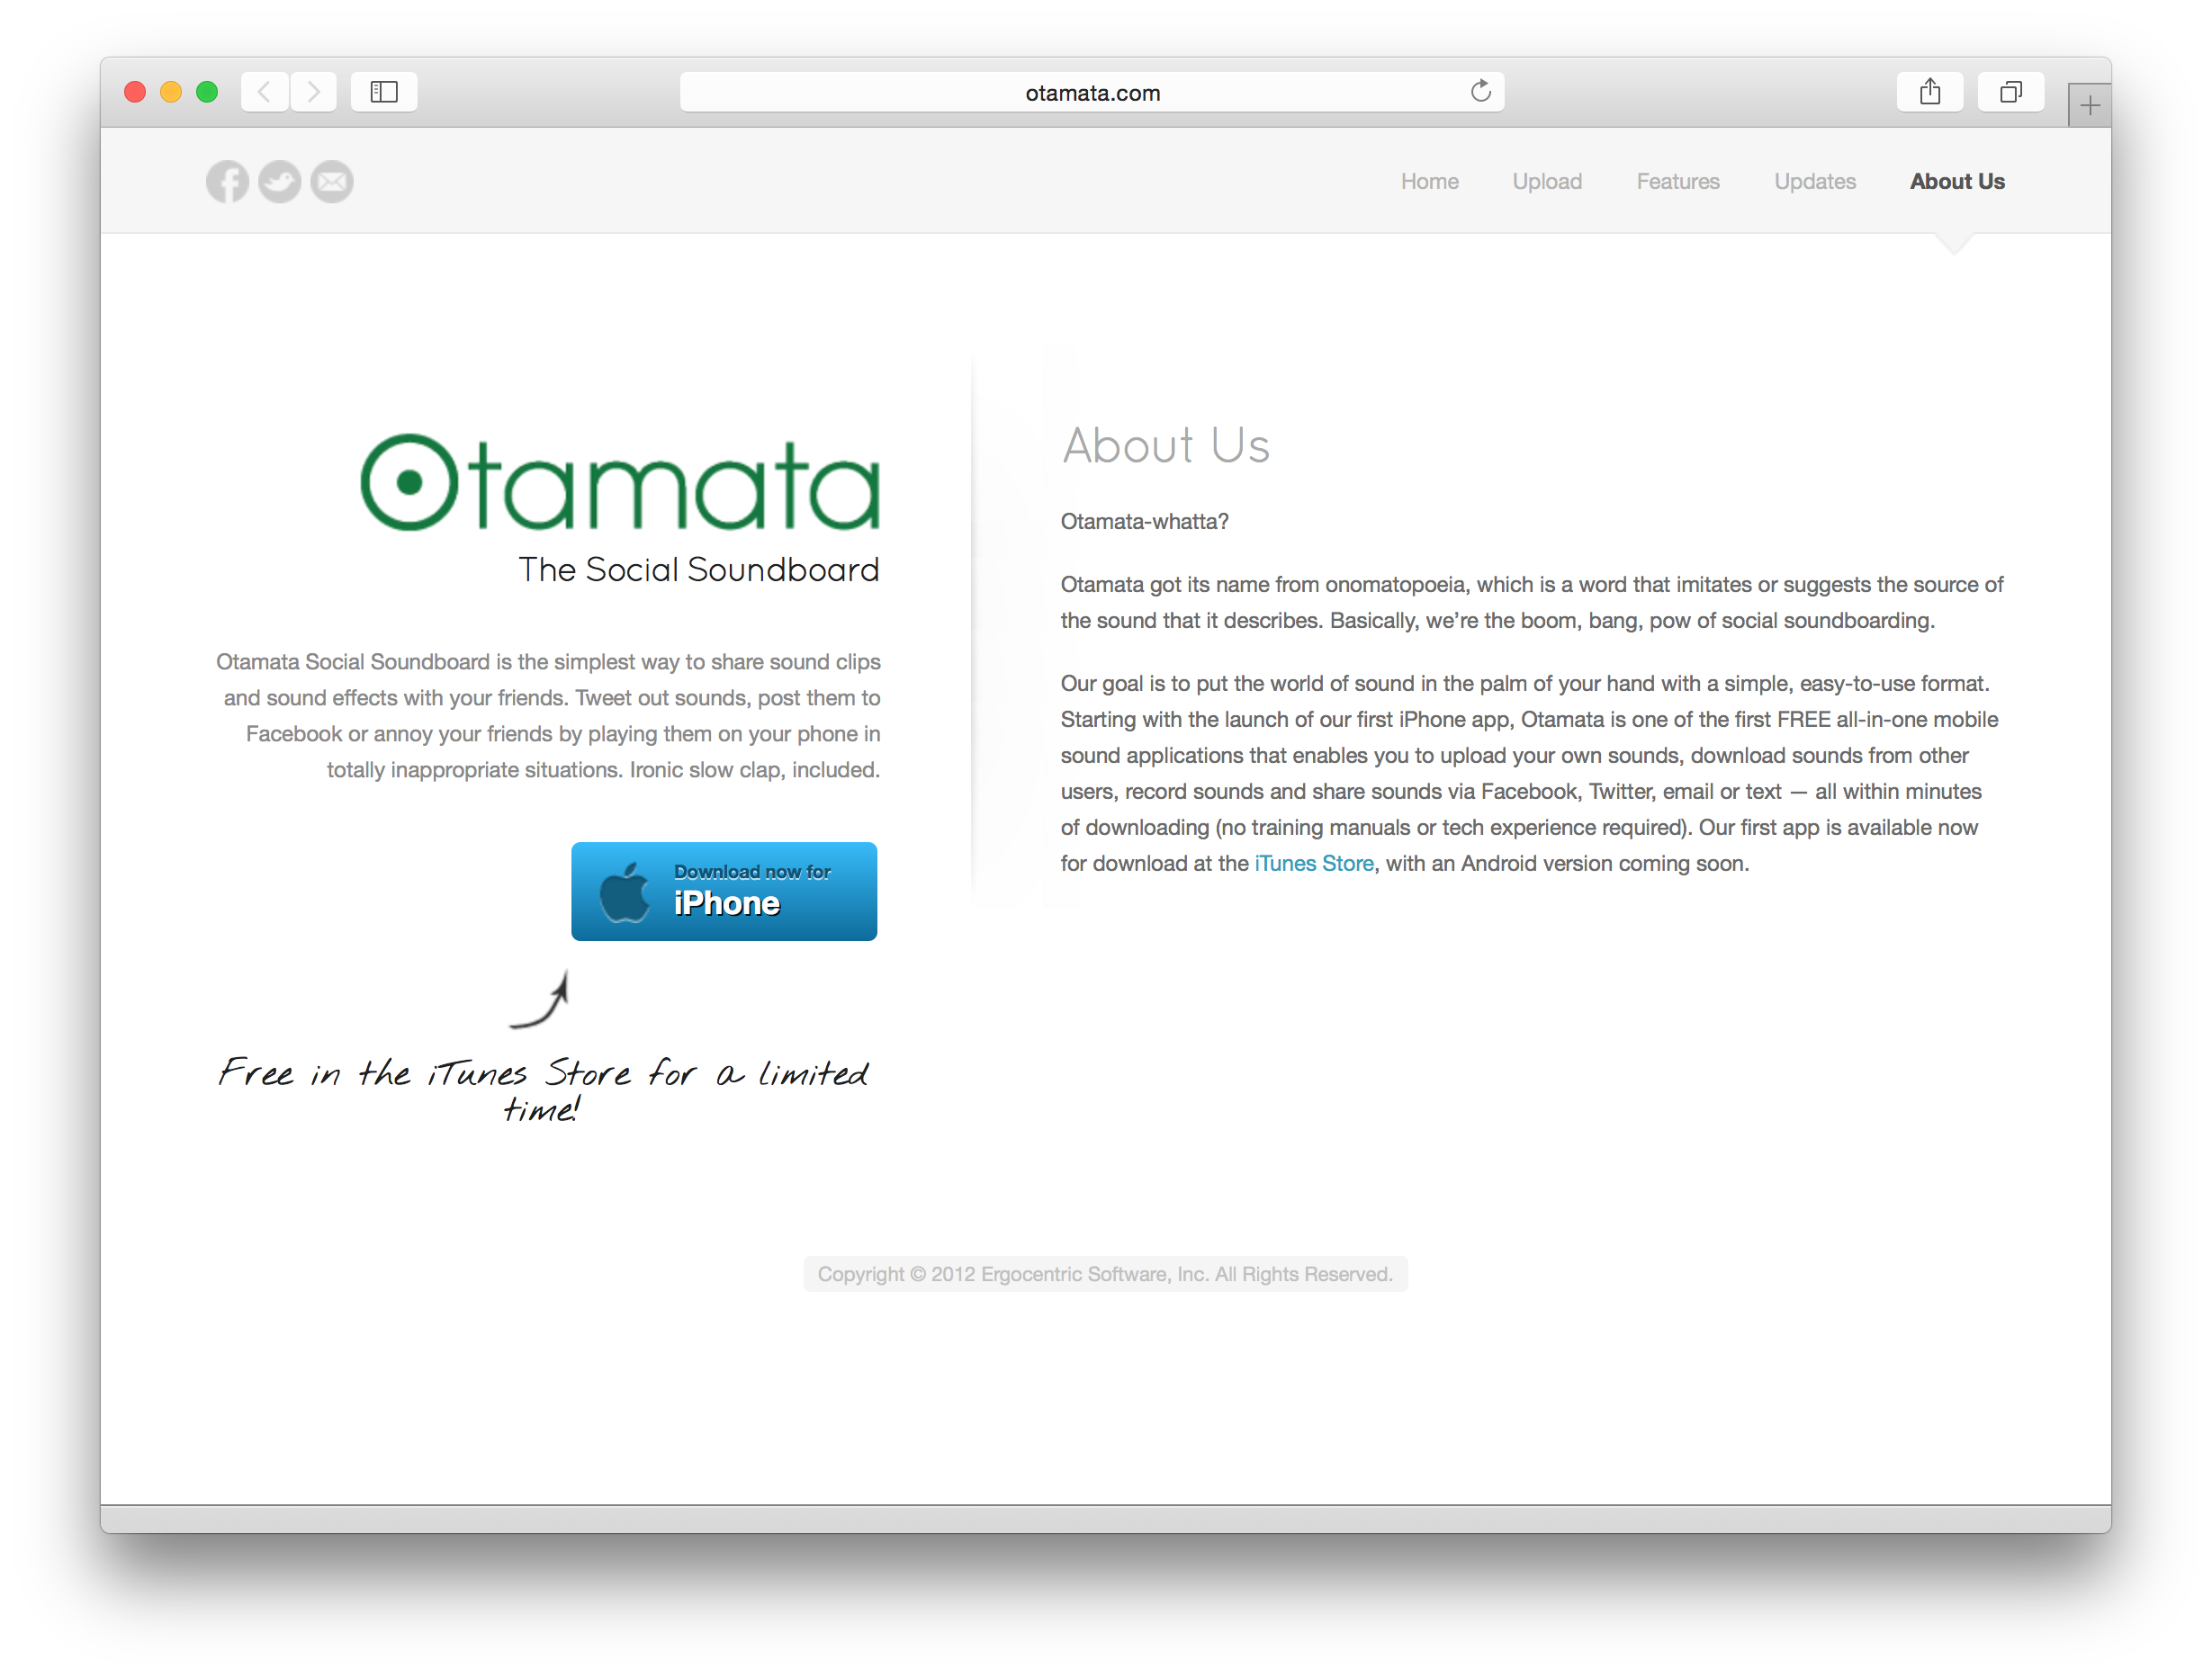 otamata.com
Home Upload Features Updates About Us
Otamata
The Social Soundboard
Otamata Social Soundboard is the simplest way to share sound clips
and sound effects with your friends. Tweet out sounds, post them to
Facebook or annoy your friends by playing them on your phone in
totally inappropriate situations. Ironic slow clap, included.
Download now for
iPhone
Free in the iTunes Store for a limited
time!
About Us
Otamata-whatta?
Otamata got its name from onomatopoeia, which is a word that imitates or suggests the source of
the sound that it describes. Basically, we’re the boom, bang, pow of social soundboarding.
Our goal is to put the world of sound in the palm of your hand with a simple, easy-to-use format.
Starting with the launch of our first iPhone app, Otamata is one of the first FREE all-in-one mobile
sound applications that enables you to upload your own sounds, download sounds from other
users, record sounds and share sounds via Facebook, Twitter, email or text — all within minutes
of downloading (no training manuals or tech experience required). Our first app is available now
for download at the iTunes Store, with an Android version coming soon.
Copyright © 2012 Ergocentric Software, Inc. All Rights Reserved.